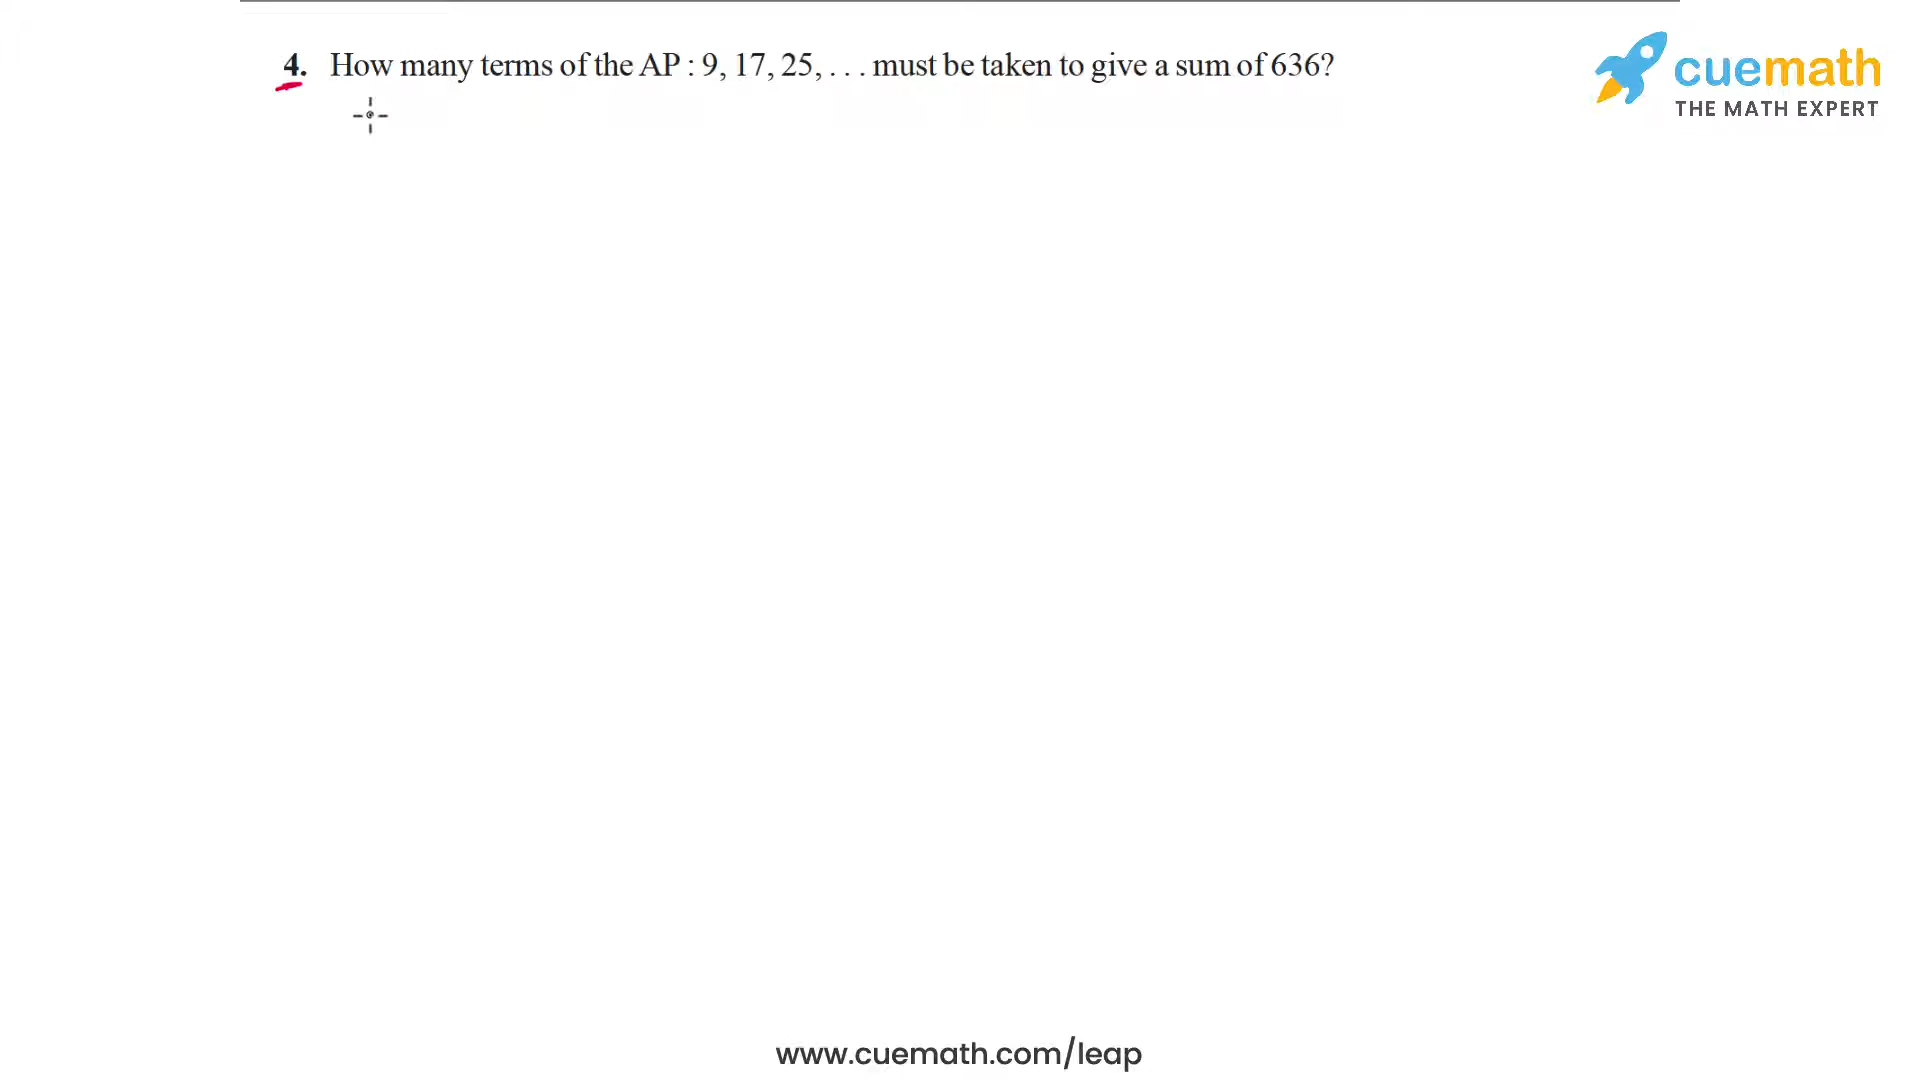 4. How many terms of the AP : 9, 17, 25, . . . must be taken to give a sum of 636?
cuemath
THE MATH EXPERT
www.cuemath.com/leap